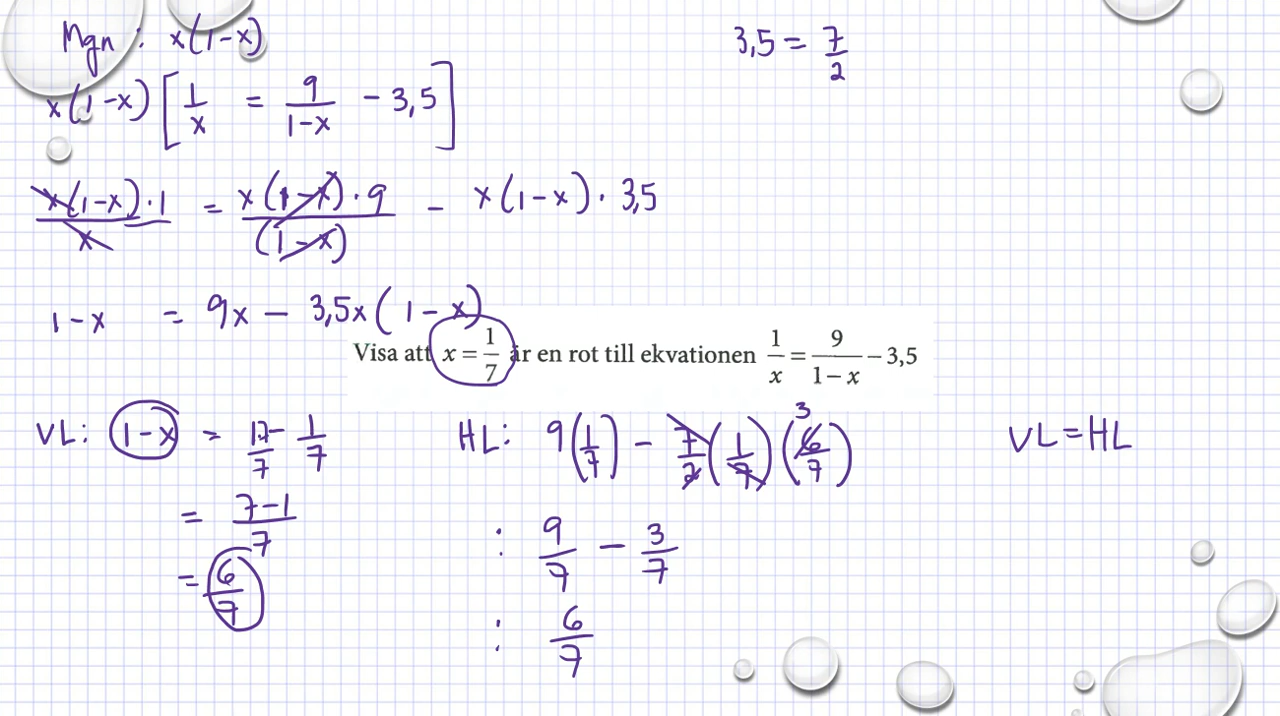 Mgn : x(1-x)
3,5 = 7/2
x(1-x) [ 1/x = 9/(1-x) - 3,5 ]
x(1-x)·1/x = x(1-x)·9/(1-x) - x(1-x)·3,5
1-x = 9x - 3,5x(1-x)
Visa att x = 1/7 är en rot till ekvationen 1/x = 9/(1-x) - 3,5
VL: 1-x = 17/7 - 1/7
= (7-1)/7
= 6/7
HL: 9(1/7) - 7/2(1/7)(6/7) 3
: 9/7 - 3/7
: 6/7
VL=HL